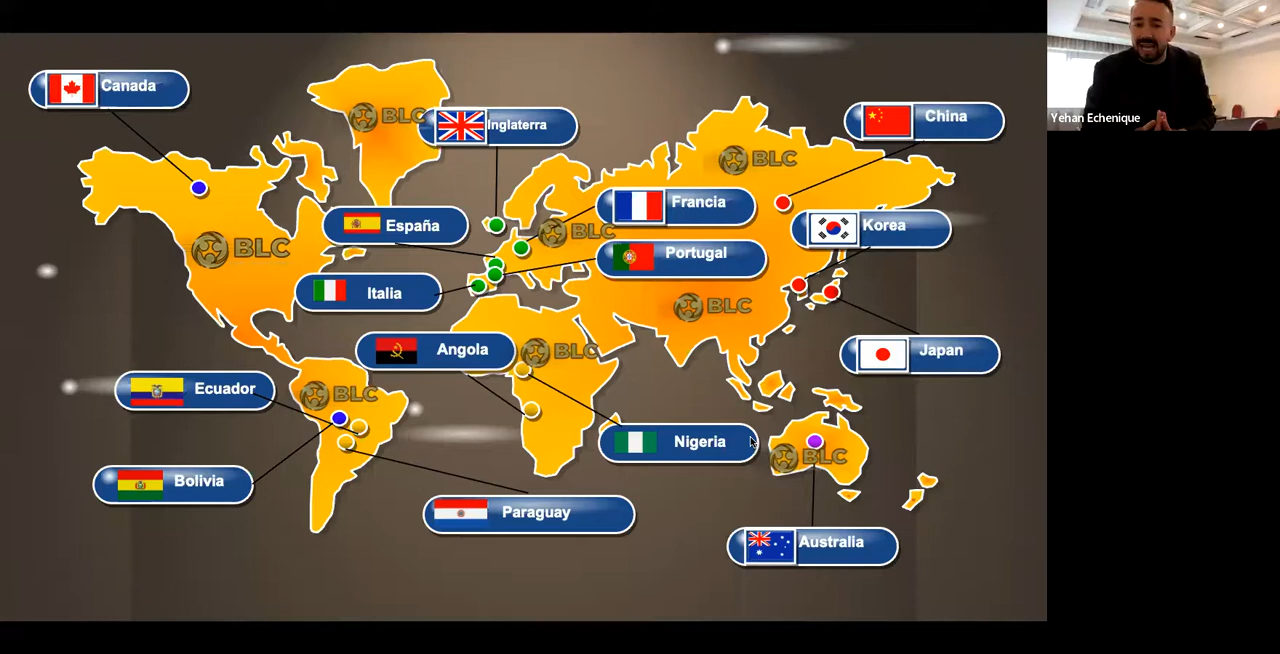 Canada
BLC
Inglaterra
China
Yehan Echenique
BLC
Francia
España
BLC
Korea
BLC
Portugal
Italia
BLC
Angola
BLC
Japan
Ecuador
BLC
Nigeria
BLC
Bolivia
Paraguay
Australia